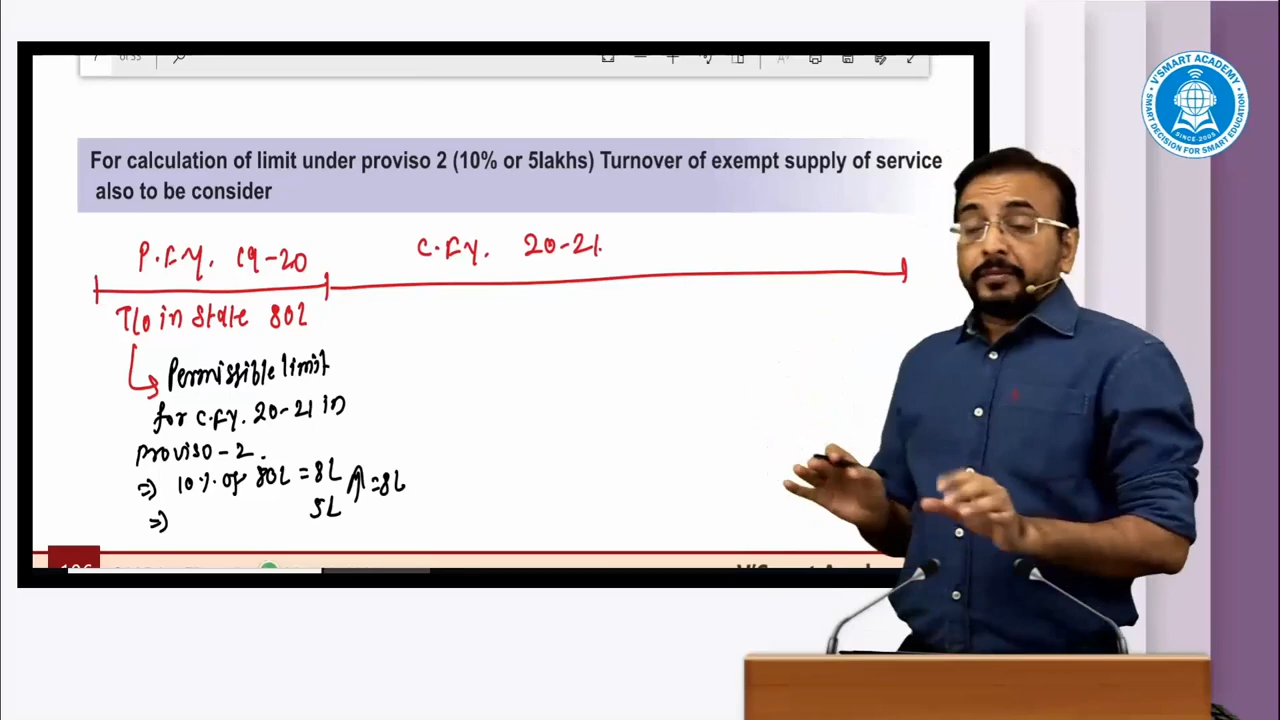 For calculation of limit under proviso 2 (10% or 5lakhs) Turnover of exempt supply of service
also to be consider
P.F.Y. 19-20
C.F.Y. 20-21.
T/o in State 80L
Permissible limit
for C.F.Y. 20-21 in
Proviso-2.
=> 10% of 80L = 8L
5L ↑ = 8L
=>
V'SMART ACADEMY
SMART DECISION FOR SMART EDUCATION
SINCE-2005